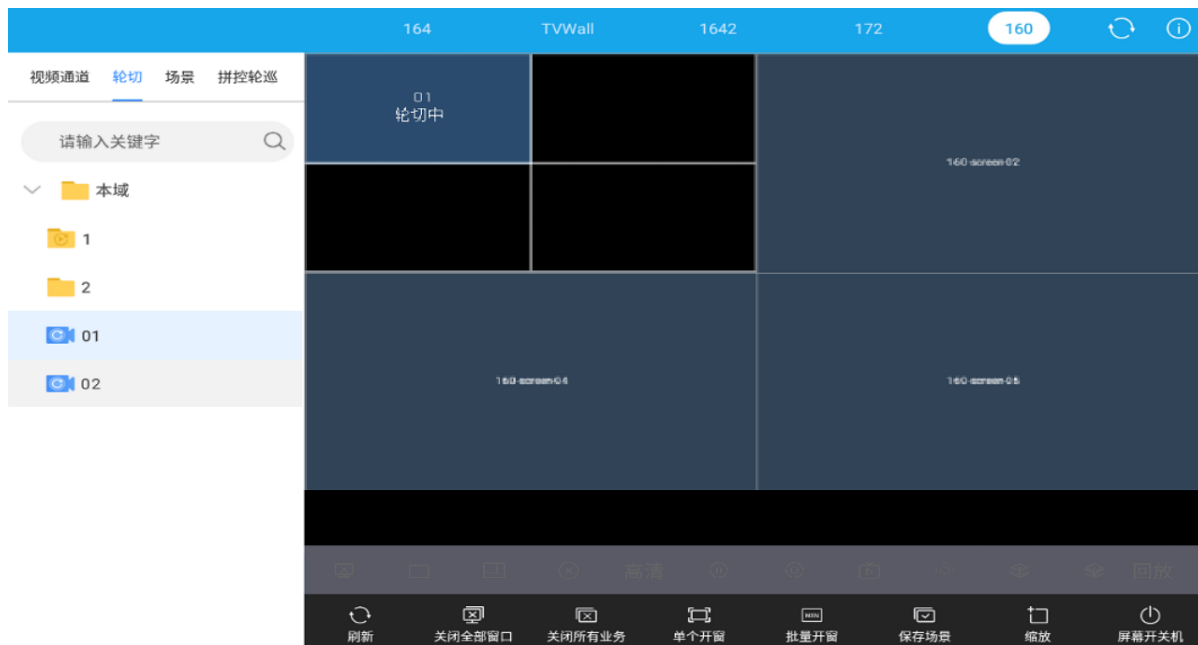 164 TVWall 1642 172 160
视频通道 轮切 场景 拼控轮巡
请输入关键字
本域
1
2
01
02
01
轮切中
160-screen-02
160-screen-04
160-screen-05
高清 回放
刷新 关闭全部窗口 关闭所有业务 单个开窗 批量开窗 保存场景 缩放 屏幕开关机